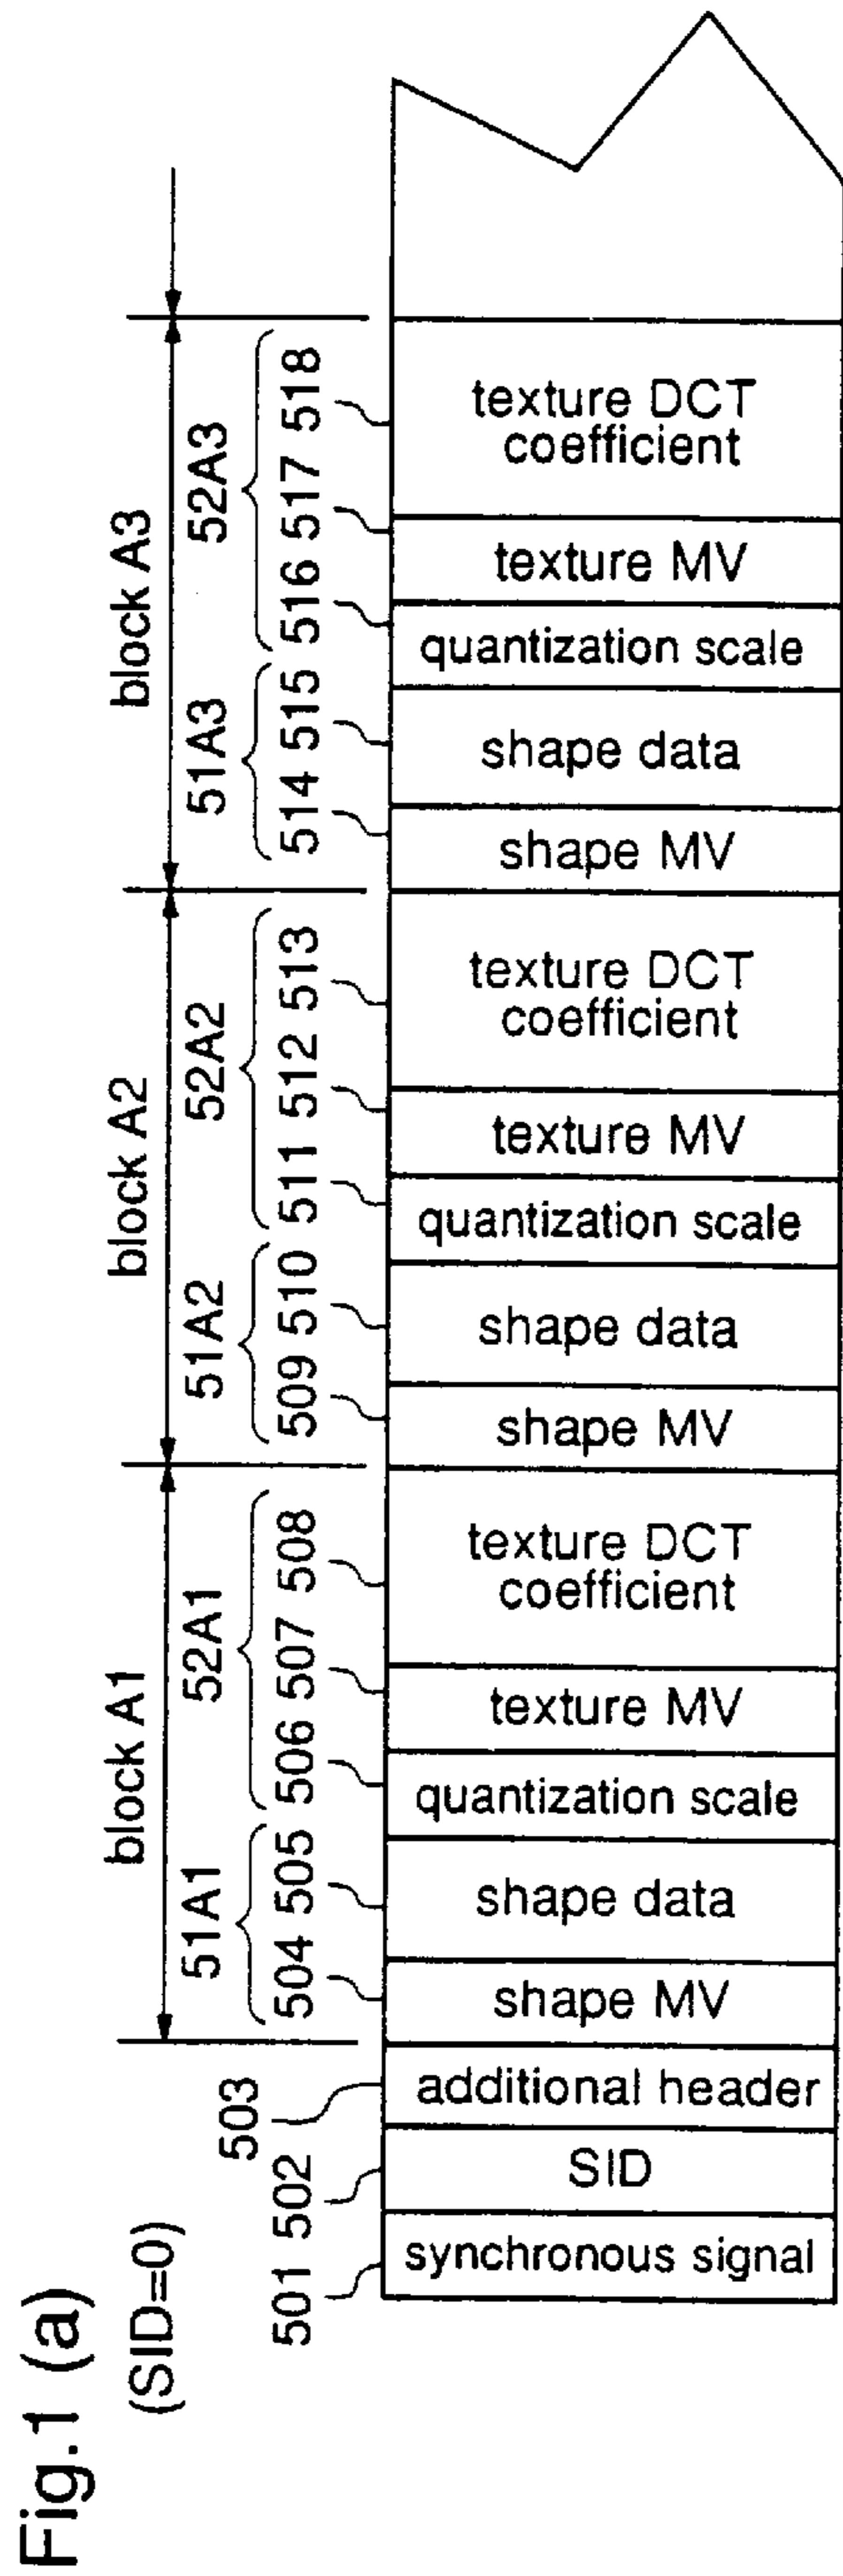 Fig.1 (a)
(SID=0)
block A1
block A2
block A3
51A1
52A1
51A2
52A2
51A3
52A3
501
502
503
504
505
506
507
508
509
510
511
512
513
514
515
516
517
518
synchronous signal
SID
additional header
shape MV
shape data
quantization scale
texture MV
texture DCT
coefficient
shape MV
shape data
quantization scale
texture MV
texture DCT
coefficient
shape MV
shape data
quantization scale
texture MV
texture DCT
coefficient